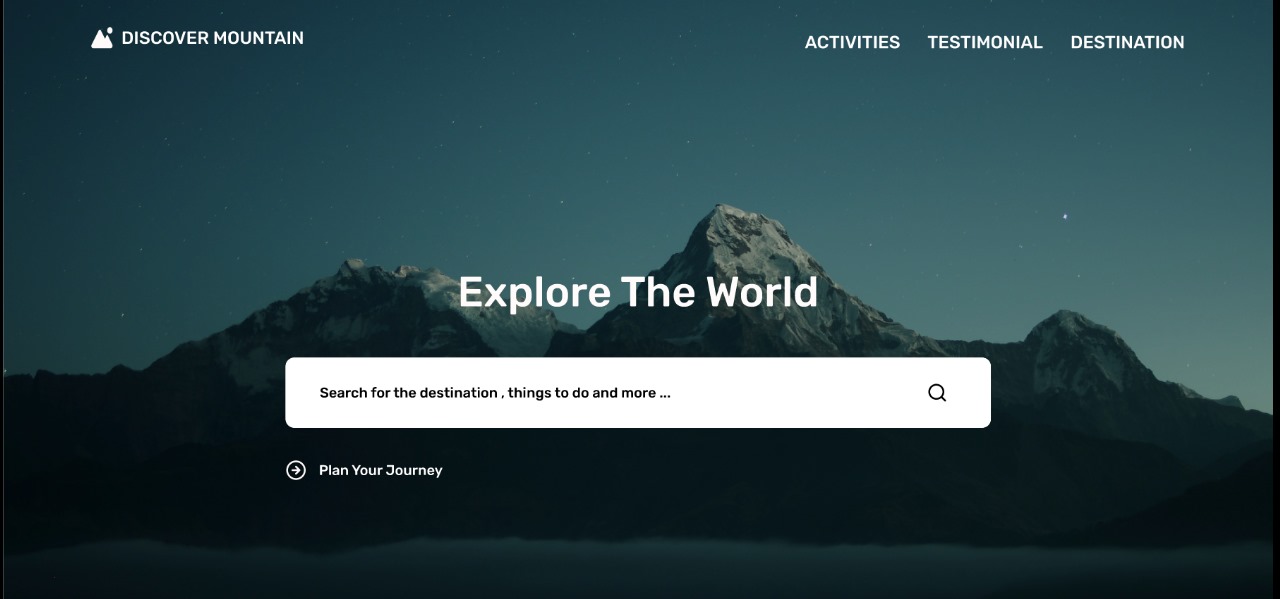 DISCOVER MOUNTAIN
ACTIVITIES TESTIMONIAL DESTINATION
Explore The World
Search for the destination , things to do and more ...
Plan Your Journey